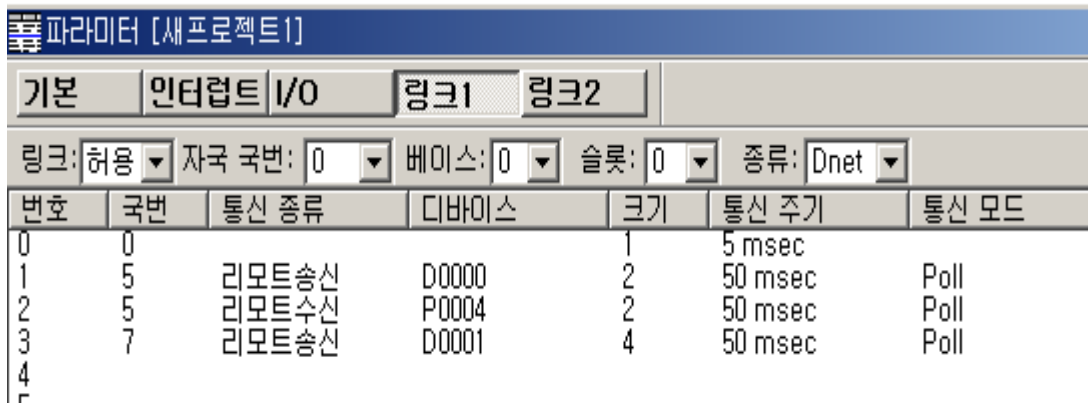 파라미터 [새프로젝트1]
기본 인터럽트 I/O 링크1 링크2
링크: 허용 자국 국번: 0 베이스: 0 슬롯: 0 종류: Dnet
번호 국번 통신 종류 디바이스 크기 통신 주기 통신 모드
0 0 1 5 msec
1 5 리모트송신 D0000 2 50 msec Poll
2 5 리모트수신 P0004 2 50 msec Poll
3 7 리모트송신 D0001 4 50 msec Poll
4